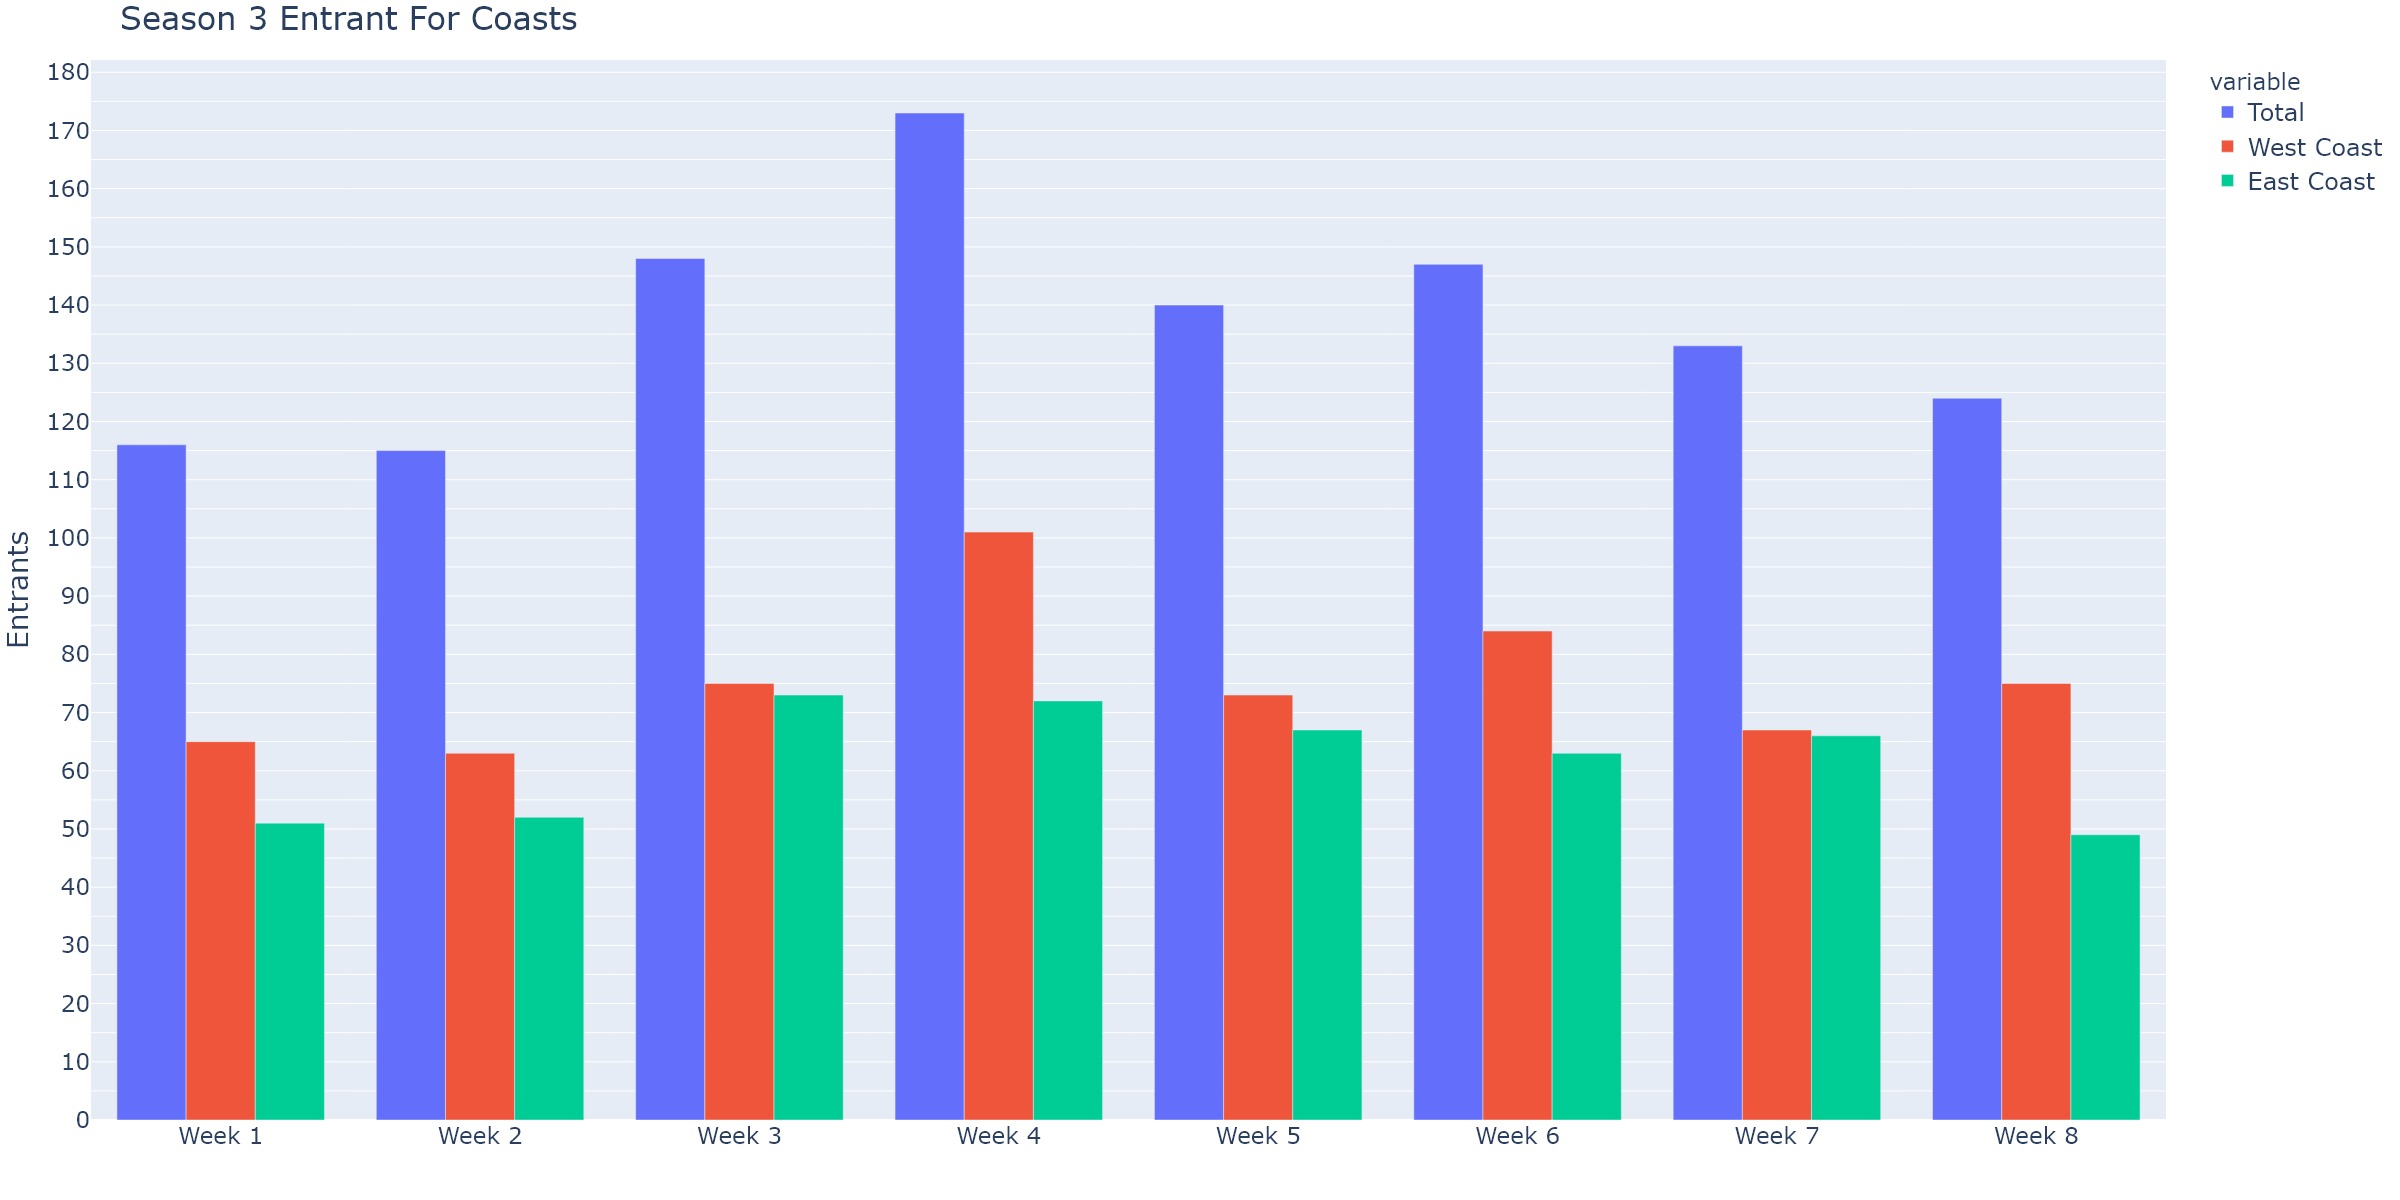 Season 3 Entrant For Coasts
variable
Total
West Coast
East Coast
Entrants
180
170
160
150
140
130
120
110
100
90
80
70
60
50
40
30
20
10
0
Week 1
Week 2
Week 3
Week 4
Week 5
Week 6
Week 7
Week 8